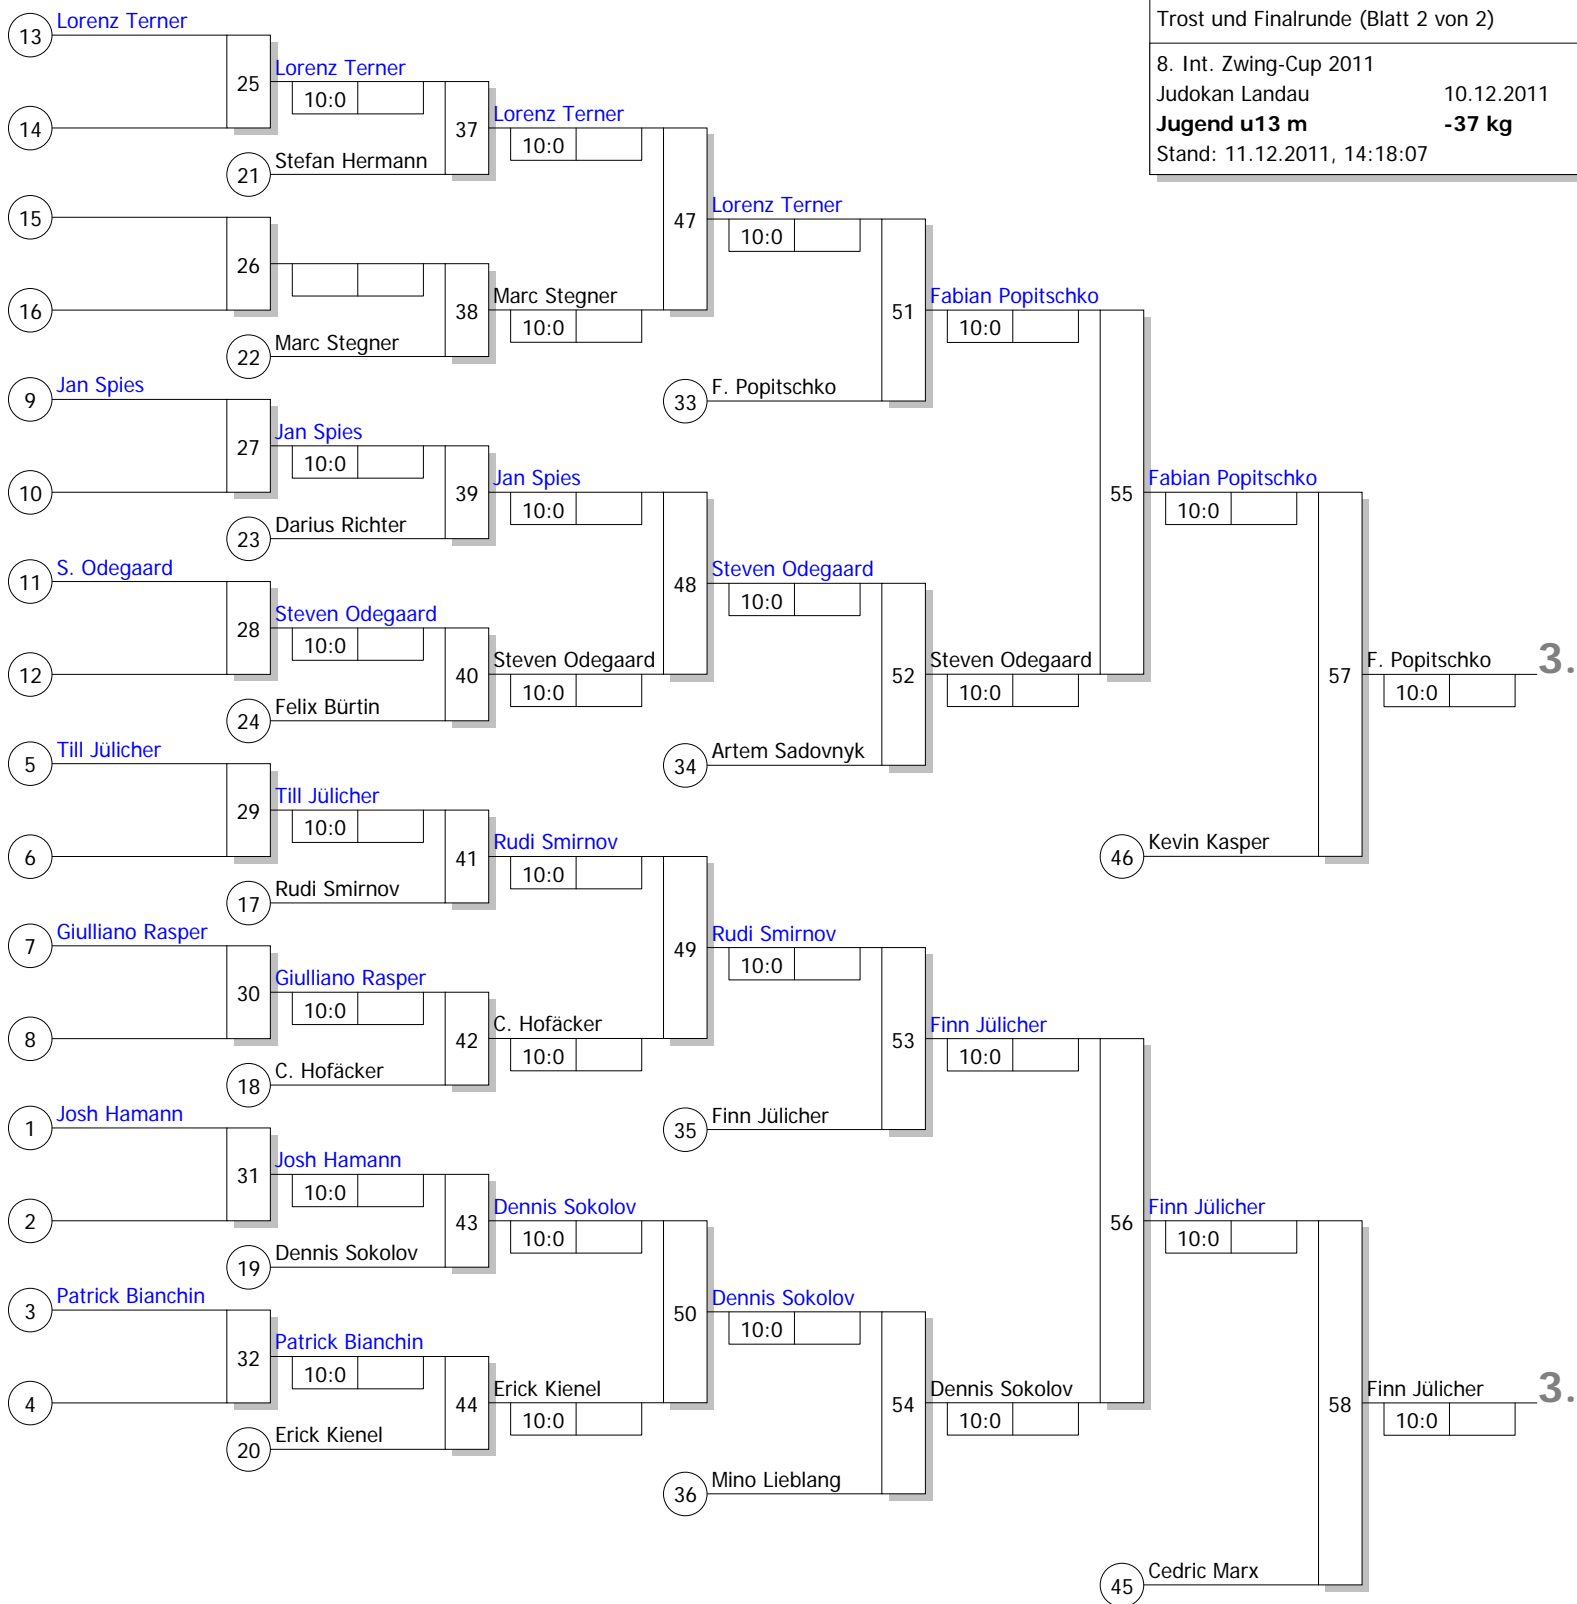 Trost und Finalrunde (Blatt 2 von 2)
8. Int. Zwing-Cup 2011
Judokan Landau 10.12.2011
Jugend u13 m -37 kg
Stand: 11.12.2011, 14:18:07
13 Lorenz Terner
14
25
Lorenz Terner
10:0
21 Stefan Hermann
37
Lorenz Terner
10:0
15
16
26
22 Marc Stegner
38
Marc Stegner
10:0
47
Lorenz Terner
10:0
33 F. Popitschko
51
Fabian Popitschko
10:0
9 Jan Spies
10
27
Jan Spies
10:0
23 Darius Richter
39
Jan Spies
10:0
11 S. Odegaard
12
28
Steven Odegaard
10:0
24 Felix Bürtin
40
Steven Odegaard
10:0
48
Steven Odegaard
10:0
34 Artem Sadovnyk
52
Steven Odegaard
10:0
55
Fabian Popitschko
10:0
46 Kevin Kasper
57
F. Popitschko
10:0
3.
5 Till Jülicher
6
29
Till Jülicher
10:0
17 Rudi Smirnov
41
Rudi Smirnov
10:0
7 Giulliano Rasper
8
30
Giulliano Rasper
10:0
18 C. Hofäcker
42
C. Hofäcker
10:0
49
Rudi Smirnov
10:0
35 Finn Jülicher
53
Finn Jülicher
10:0
1 Josh Hamann
2
31
Josh Hamann
10:0
19 Dennis Sokolov
43
Dennis Sokolov
10:0
3 Patrick Bianchin
4
32
Patrick Bianchin
10:0
20 Erick Kienel
44
Erick Kienel
10:0
50
Dennis Sokolov
10:0
36 Mino Lieblang
54
Dennis Sokolov
10:0
56
Finn Jülicher
10:0
45 Cedric Marx
58
Finn Jülicher
10:0
3.